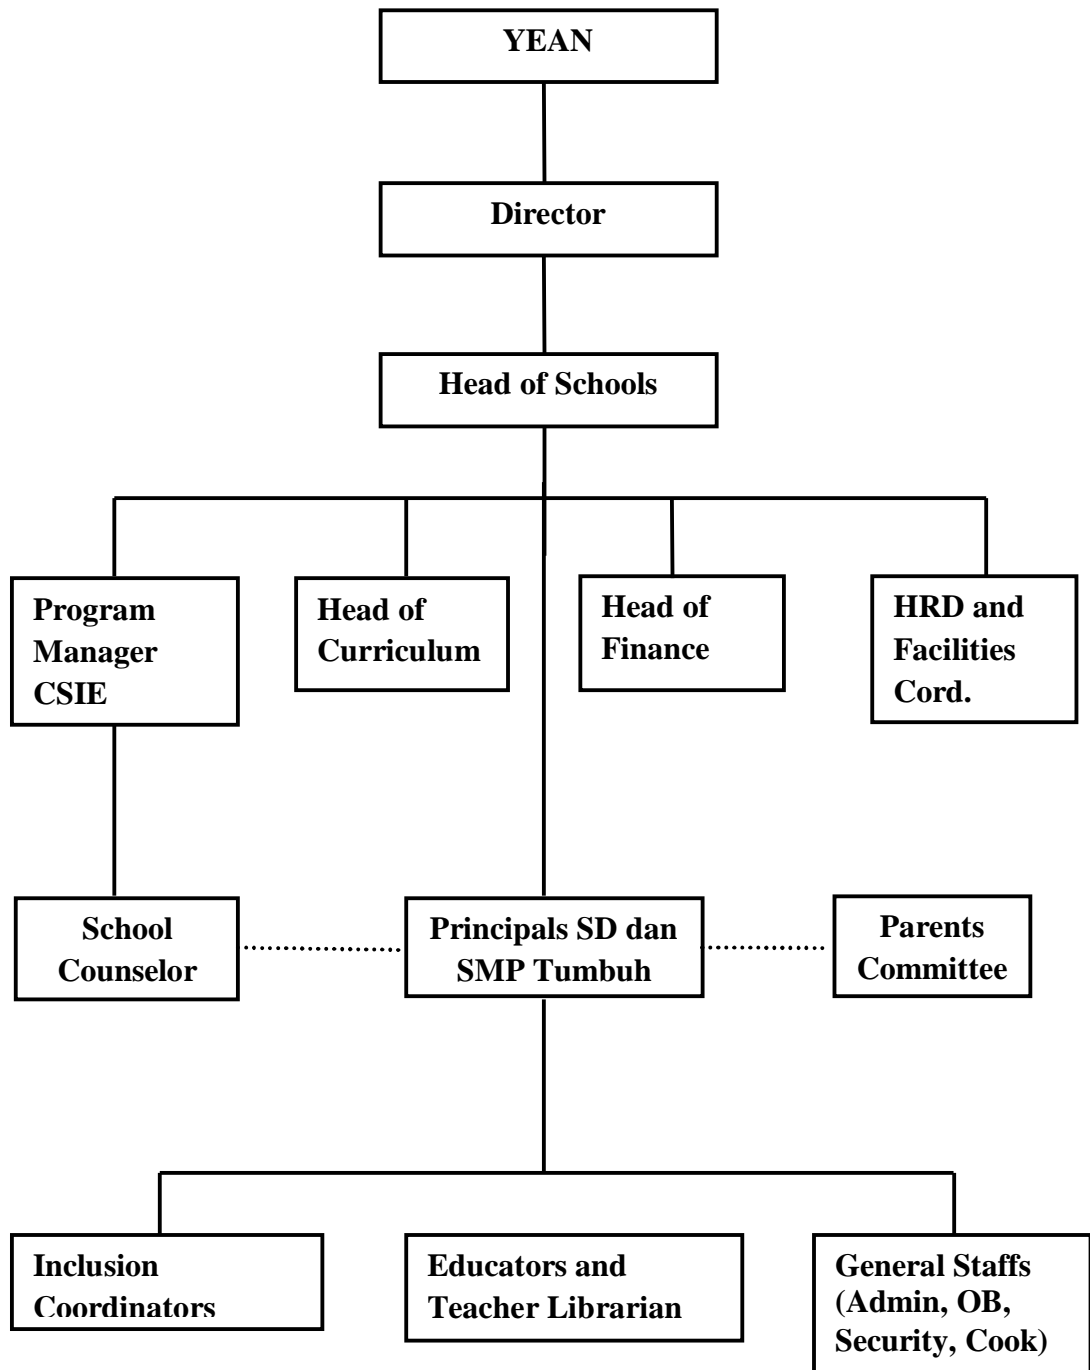 YEAN
Director
Head of Schools
Program
Manager
CSIE
Head of
Curriculum
Head of
Finance
HRD and
Facilities
Cord.
School
Counselor
Principals SD dan
SMP Tumbuh
Parents
Committee
Inclusion
Coordinators
Educators and
Teacher Librarian
General Staffs
(Admin, OB,
Security, Cook)